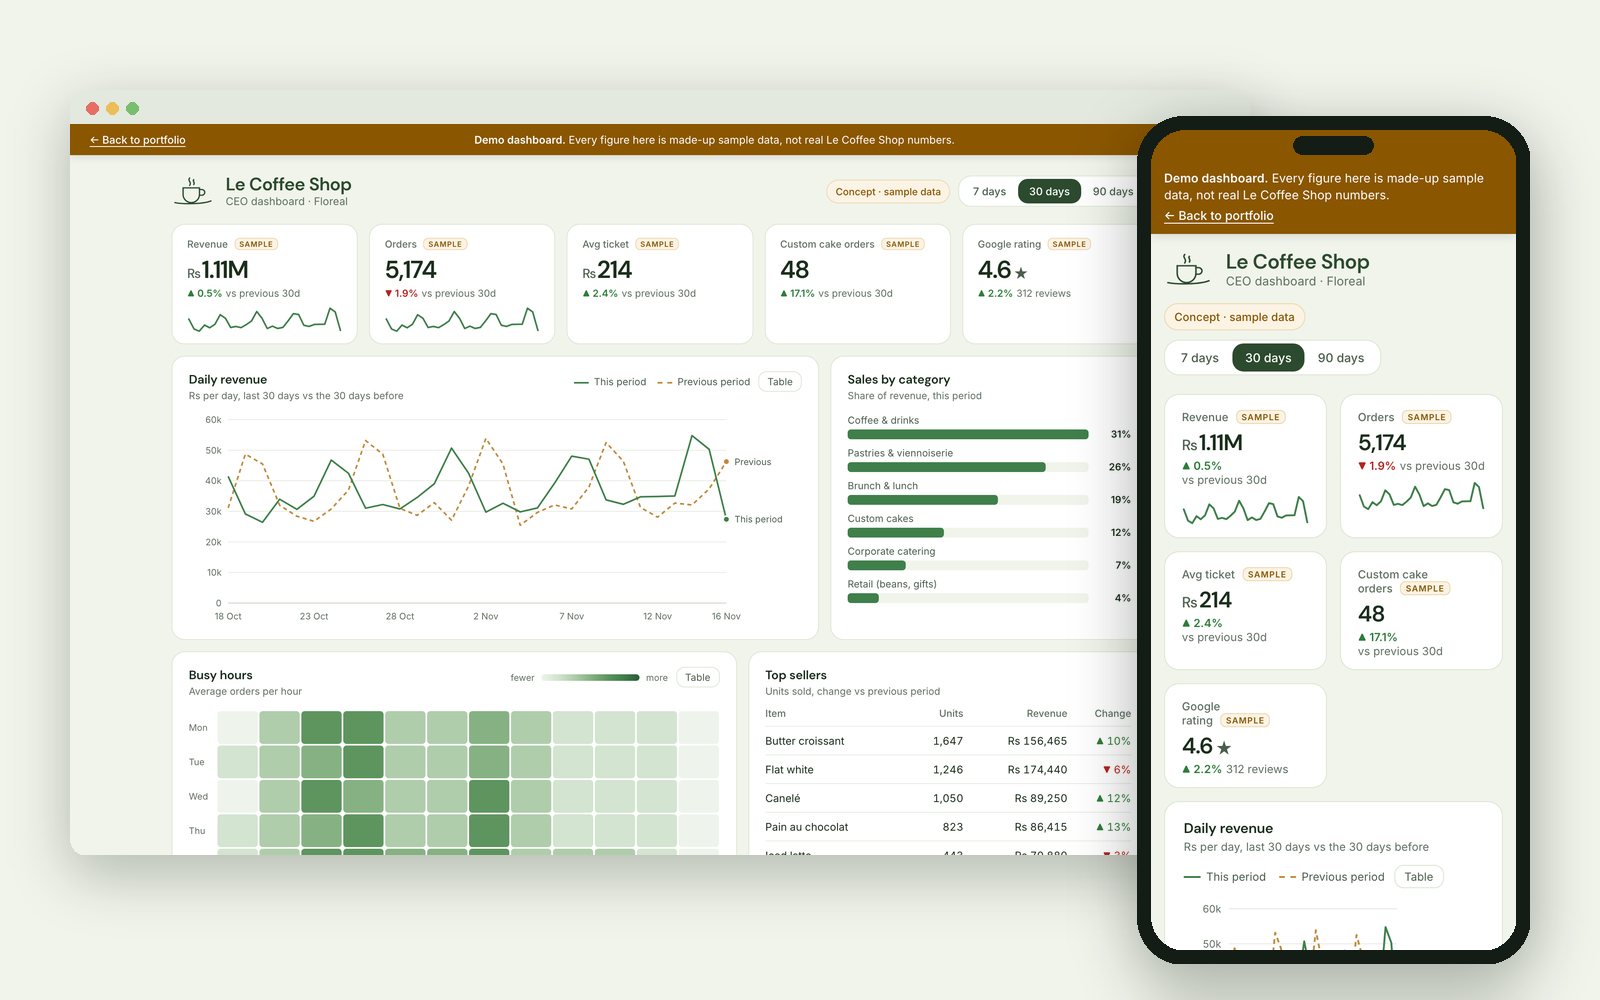 ← Back to portfolio
Demo dashboard. Every figure here is made-up sample data, not real Le Coffee Shop numbers.
Le Coffee Shop
CEO dashboard · Floreal
Concept · sample data
7 days
30 days
90 days
Revenue SAMPLE
Rs 1.11M
▲ 0.5% vs previous 30d
Orders SAMPLE
5,174
▼ 1.9% vs previous 30d
Avg ticket SAMPLE
Rs 214
▲ 2.4% vs previous 30d
Custom cake orders SAMPLE
48
▲ 17.1% vs previous 30d
Google rating SAMPLE
4.6 ★
▲ 2.2% 312 reviews
Daily revenue
Rs per day, last 30 days vs the 30 days before
This period
Previous period
Table
60k
50k
40k
30k
20k
10k
0
Previous
This period
18 Oct
23 Oct
28 Oct
2 Nov
7 Nov
12 Nov
16 Nov
Sales by category
Share of revenue, this period
Coffee & drinks
31%
Pastries & viennoiserie
26%
Brunch & lunch
19%
Custom cakes
12%
Corporate catering
7%
Retail (beans, gifts)
4%
Busy hours
Average orders per hour
fewer
more
Table
Mon
Tue
Wed
Thu
Top sellers
Units sold, change vs previous period
Item Units Revenue Change
Butter croissant 1,647 Rs 156,465 ▲ 10%
Flat white 1,246 Rs 174,440 ▼ 6%
Canelé 1,050 Rs 89,250 ▲ 12%
Pain au chocolat 823 Rs 86,415 ▲ 13%
Demo dashboard. Every figure here is made-up sample
data, not real Le Coffee Shop numbers.
← Back to portfolio
Le Coffee Shop
CEO dashboard · Floreal
Concept · sample data
7 days
30 days
90 days
Revenue SAMPLE
Rs 1.11M
▲ 0.5%
vs previous 30d
Orders SAMPLE
5,174
▼ 1.9% vs previous 30d
Avg ticket SAMPLE
Rs 214
▲ 2.4%
vs previous 30d
Custom cake
orders SAMPLE
48
▲ 17.1%
vs previous 30d
Google
rating SAMPLE
4.6 ★
▲ 2.2% 312 reviews
Daily revenue
Rs per day, last 30 days vs the 30 days before
This period
Previous period
Table
60k
50k